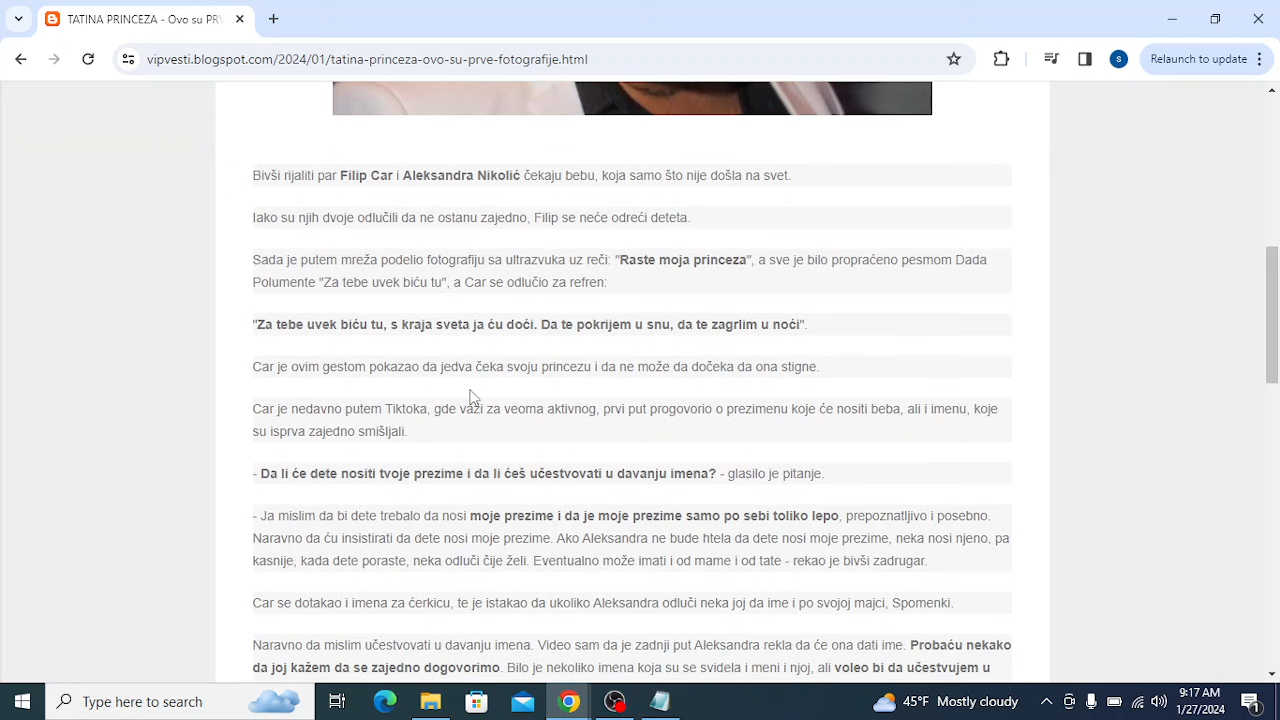 TATINA PRINCEZA - Ovo su PRV
vipvesti.blogspot.com/2024/01/tatina-princeza-ovo-su-prve-fotografije.html
S
Relaunch to update
Bivši rijaliti par Filip Car i Aleksandra Nikolić čekaju bebu, koja samo što nije došla na svet.
Iako su njih dvoje odlučili da ne ostanu zajedno, Filip se neće odreći deteta.
Sada je putem mreža podelio fotografiju sa ultrazvuka uz reči: "Raste moja princeza", a sve je bilo propraćeno pesmom Dada
Polumente "Za tebe uvek biću tu", a Car se odlučio za refren:
"Za tebe uvek biću tu, s kraja sveta ja ću doći. Da te pokrijem u snu, da te zagrlim u noći".
Car je ovim gestom pokazao da jedva čeka svoju princezu i da ne može da dočeka da ona stigne.
Car je nedavno putem Tiktoka, gde važi za veoma aktivnog, prvi put progovorio o prezimenu koje će nositi beba, ali i imenu, koje
su isprva zajedno smišljali.
- Da li će dete nositi tvoje prezime i da li ćeš učestvovati u davanju imena? - glasilo je pitanje.
- Ja mislim da bi dete trebalo da nosi moje prezime i da je moje prezime samo po sebi toliko lepo, prepoznatljivo i posebno.
Naravno da ću insistirati da dete nosi moje prezime. Ako Aleksandra ne bude htela da dete nosi moje prezime, neka nosi njeno, pa
kasnije, kada dete poraste, neka odluči čije želi. Eventualno može imati i od mame i od tate - rekao je bivši zadrugar.
Car se dotakao i imena za ćerkicu, te je istakao da ukoliko Aleksandra odluči neka joj da ime i po svojoj majci, Spomenki.
Naravno da mislim učestvovati u davanju imena. Video sam da je zadnji put Aleksandra rekla da će ona dati ime. Probaću nekako
da joj kažem da se zajedno dogovorimo. Bilo je nekoliko imena koja su se svidela i meni i njoj, ali voleo bi da učestvujem u
Type here to search
45°F Mostly cloudy
9:17 AM
1/27/2024
1